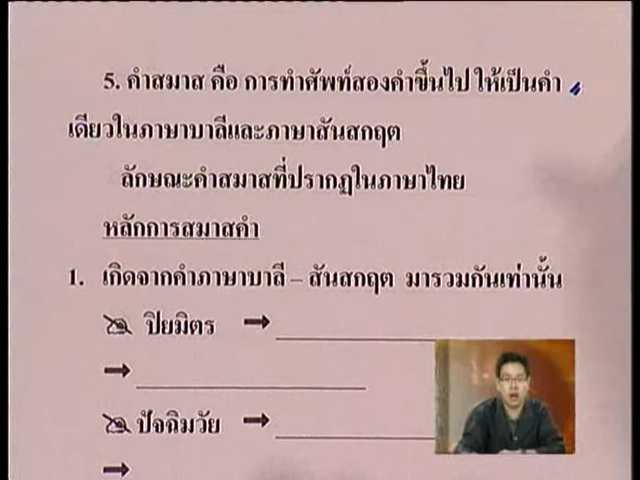 5. คำสมาส คือ การทำศัพท์สองคำขึ้นไป ให้เป็นคำ
เดียวในภาษาบาลีและภาษาสันสกฤต
ลักษณะคำสมาสที่ปรากฏในภาษาไทย
หลักการสมาสคำ
1. เกิดจากคำภาษาบาลี – สันสกฤต มารวมกันเท่านั้น
ปิยมิตร → ____________
→ ____________
ปัจฉิมวัย → ____________
→